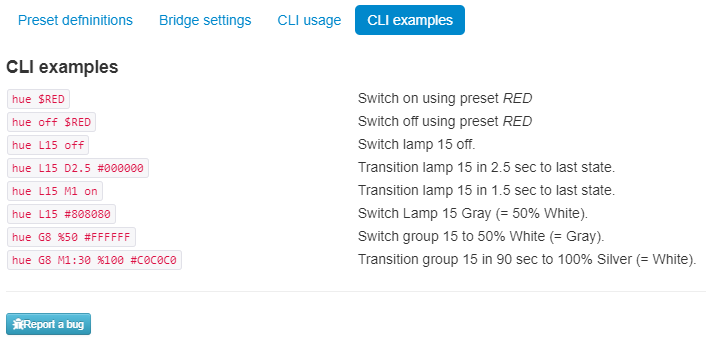 Preset defninitions Bridge settings CLI usage CLI examples
CLI examples
hue $RED Switch on using preset RED
hue off $RED Switch off using preset RED
hue L15 off Switch lamp 15 off.
hue L15 D2.5 #000000 Transition lamp 15 in 2.5 sec to last state.
hue L15 M1 on Transition lamp 15 in 1.5 sec to last state.
hue L15 #808080 Switch Lamp 15 Gray (= 50% White).
hue G8 %50 #FFFFFF Switch group 15 to 50% White (= Gray).
hue G8 M1:30 %100 #C0C0C0 Transition group 15 in 90 sec to 100% Silver (= White).
Report a bug